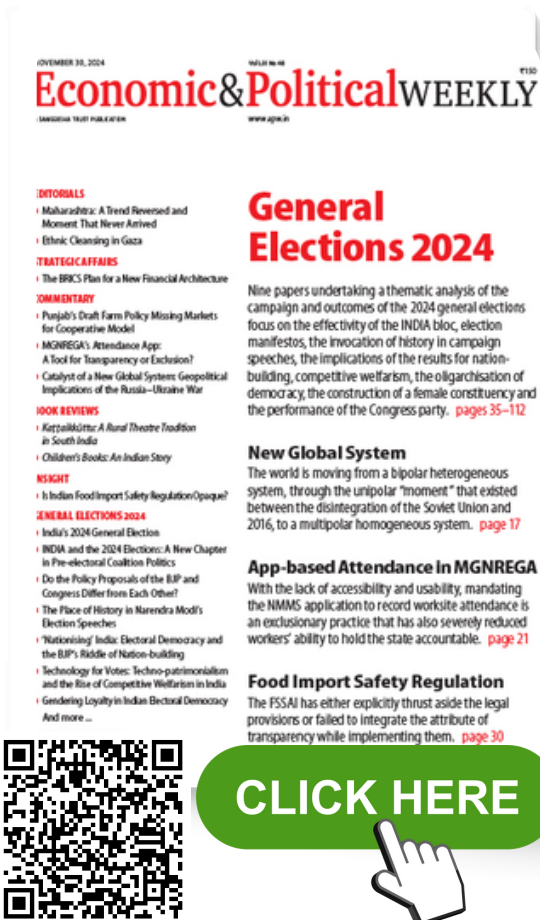 NOVEMBER 30, 2024
Vol LIX No 48
₹150
Economic&PoliticalWEEKLY
A SAMEEKSHA TRUST PUBLICATION
www.epw.in
EDITORIALS
Maharashtra: A Trend Reversed and
Moment That Never Arrived
Ethnic Cleansing in Gaza
STRATEGIC AFFAIRS
The BRICS Plan for a New Financial Architecture
COMMENTARY
Punjab's Draft Farm Policy Missing Markets
for Cooperative Model
MGNREGA's Attendance App:
A Tool for Transparency or Exclusion?
Catalyst of a New Global System: Geopolitical
Implications of the Russia–Ukraine War
BOOK REVIEWS
Kaṭṭaikkūttu: A Rural Theatre Tradition
in South India
Children's Books: An Indian Story
INSIGHT
Is Indian Food Import Safety Regulation Opaque?
GENERAL ELECTIONS 2024
India's 2024 General Election
INDIA and the 2024 Elections: A New Chapter
in Pre-electoral Coalition Politics
Do the Policy Proposals of the BJP and
Congress Differ from Each Other?
The Place of History in Narendra Modi's
Election Speeches
'Nationising' India: Electoral Democracy and
the BJP's Riddle of Nation-building
Technology for Votes: Techno-patrimonialism
and the Rise of Competitive Welfarism in India
Gendering Loyalty in Indian Electoral Democracy
And more ...
General
Elections 2024
Nine papers undertaking a thematic analysis of the
campaign and outcomes of the 2024 general elections
focus on the effectivity of the INDIA bloc, election
manifestos, the invocation of history in campaign
speeches, the implications of the results for nation-
building, competitive welfarism, the oligarchisation of
democracy, the construction of a female constituency and
the performance of the Congress party. pages 35–112
New Global System
The world is moving from a bipolar heterogeneous
system, through the unipolar "moment" that existed
between the disintegration of the Soviet Union and
2016, to a multipolar homogeneous system. page 17
App-based Attendance in MGNREGA
With the lack of accessibility and usability, mandating
the NMMS application to record worksite attendance is
an exclusionary practice that has also severely reduced
workers' ability to hold the state accountable. page 21
Food Import Safety Regulation
The FSSAI has either explicitly thrust aside the legal
provisions or failed to integrate the attribute of
transparency while implementing them. page 30
CLICK HERE